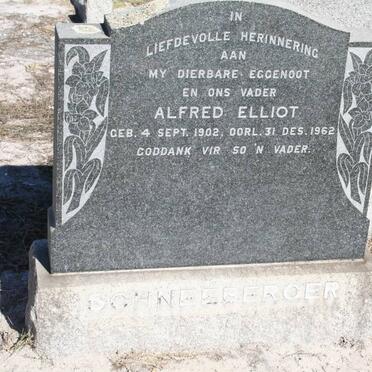 IN
LIEFDEVOLLE HERINNERING
AAN
MY DIERBARE EGGENOOT
EN ONS VADER
ALFRED ELLIOT
GEB. 4 SEPT. 1902, OORL. 31 DES. 1962
GODDANK VIR SO 'N VADER.
SCHNEEBERGER